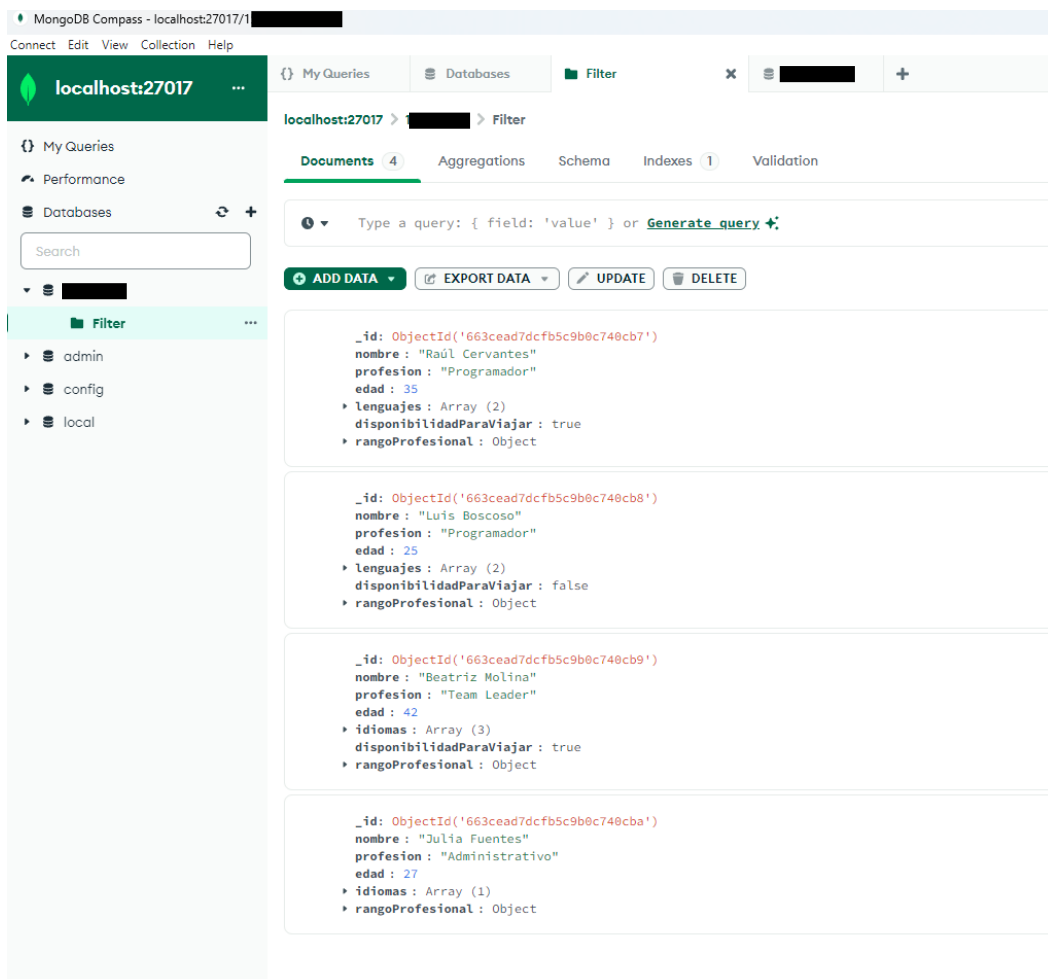 MongoDB Compass - localhost:27017/1
Connect Edit View Collection Help
localhost:27017 ...
{} My Queries
Performance
Databases
Search
Filter ...
admin
config
local
{} My Queries Databases Filter
localhost:27017 > 1 > Filter
Documents 4 Aggregations Schema Indexes 1 Validation
Type a query: { field: 'value' } or Generate query
ADD DATA EXPORT DATA UPDATE DELETE
_id: ObjectId('663cead7dcfb5c9b0c740cb7')
nombre : "Raúl Cervantes"
profesion : "Programador"
edad : 35
lenguajes : Array (2)
disponibilidadParaViajar : true
rangoProfesional : Object
_id: ObjectId('663cead7dcfb5c9b0c740cb8')
nombre : "Luis Boscoso"
profesion : "Programador"
edad : 25
lenguajes : Array (2)
disponibilidadParaViajar : false
rangoProfesional : Object
_id: ObjectId('663cead7dcfb5c9b0c740cb9')
nombre : "Beatriz Molina"
profesion : "Team Leader"
edad : 42
idiomas : Array (3)
disponibilidadParaViajar : true
rangoProfesional : Object
_id: ObjectId('663cead7dcfb5c9b0c740cba')
nombre : "Julia Fuentes"
profesion : "Administrativo"
edad : 27
idiomas : Array (1)
rangoProfesional : Object